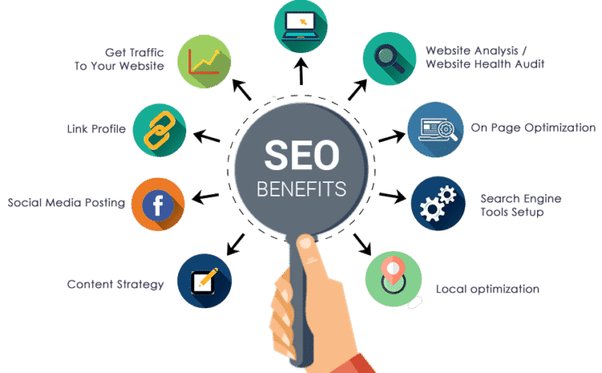 Get Traffic
To Your Website
Website Analysis /
Website Health Audit
Link Profile
SEO
BENEFITS
On Page Optimization
Social Media Posting
f
Search Engine
Tools Setup
Content Strategy
Local optimization